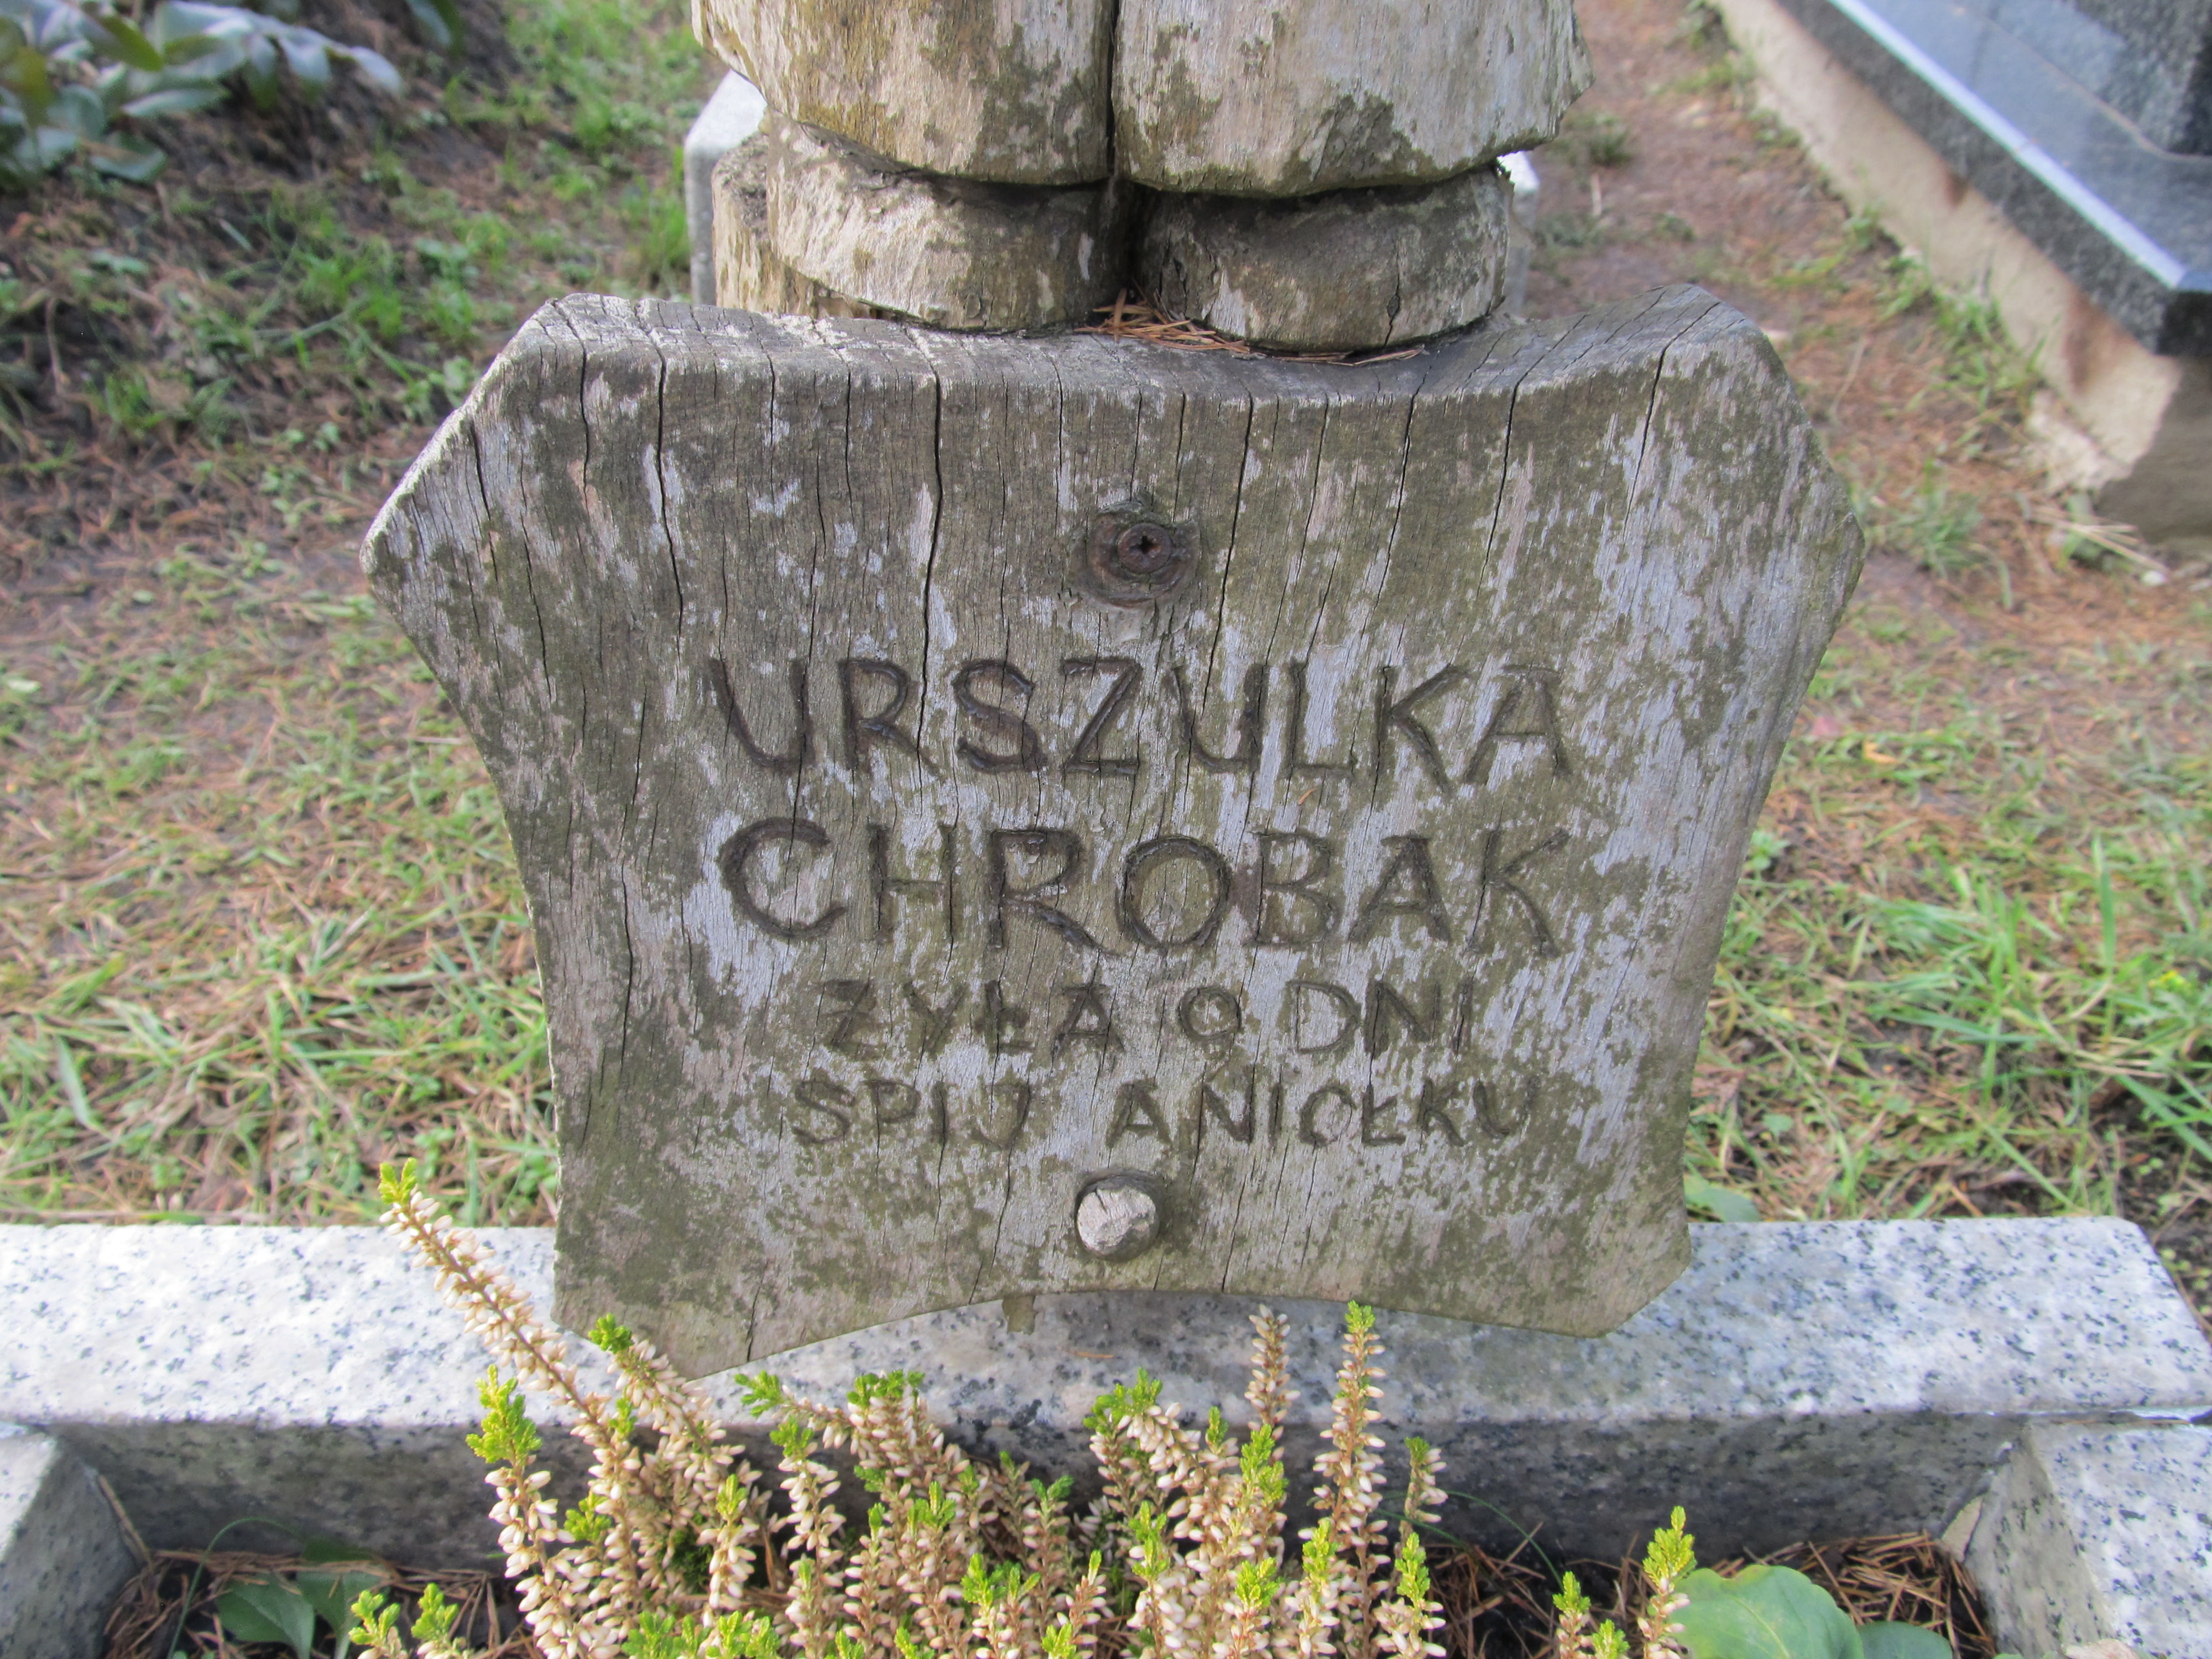 URSZULKA
CHROBAK
ŻYŁA 9 DNI
ŚPIJ ANIOŁKU